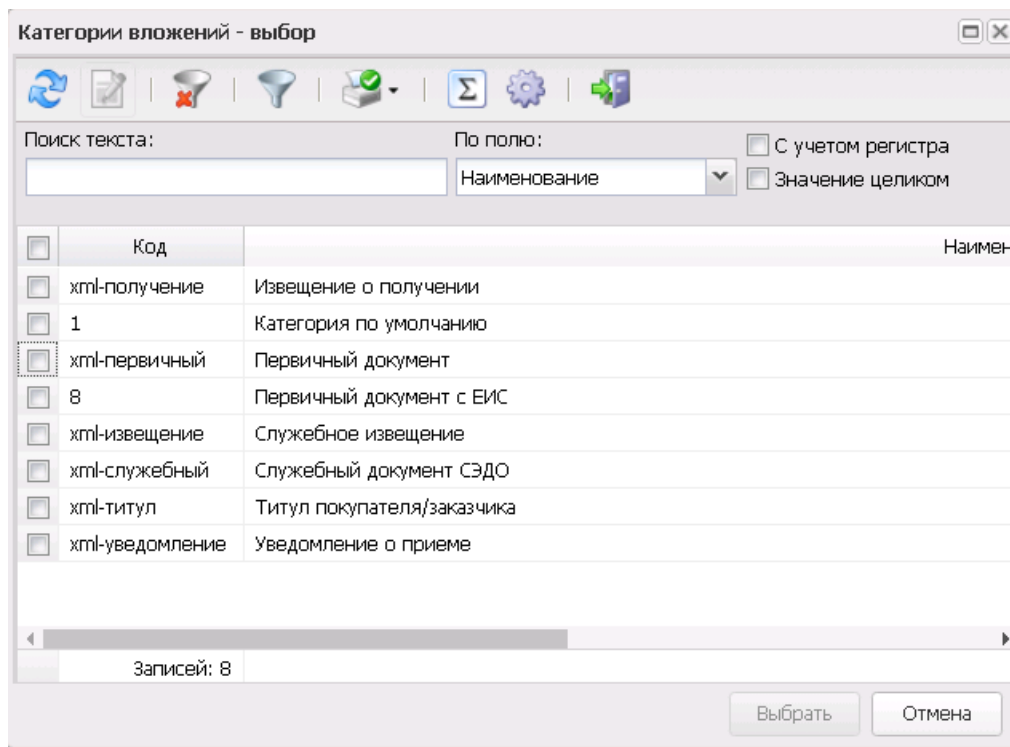 Категории вложений - выбор
Поиск текста:
По полю:
С учетом регистра
Наименование
Значение целиком
Код Наимен
xml-получение Извещение о получении
1 Категория по умолчанию
xml-первичный Первичный документ
8 Первичный документ с ЕИС
xml-извещение Служебное извещение
xml-служебный Служебный документ СЭДО
xml-титул Титул покупателя/заказчика
xml-уведомление Уведомление о приеме
Записей: 8
Выбрать Отмена